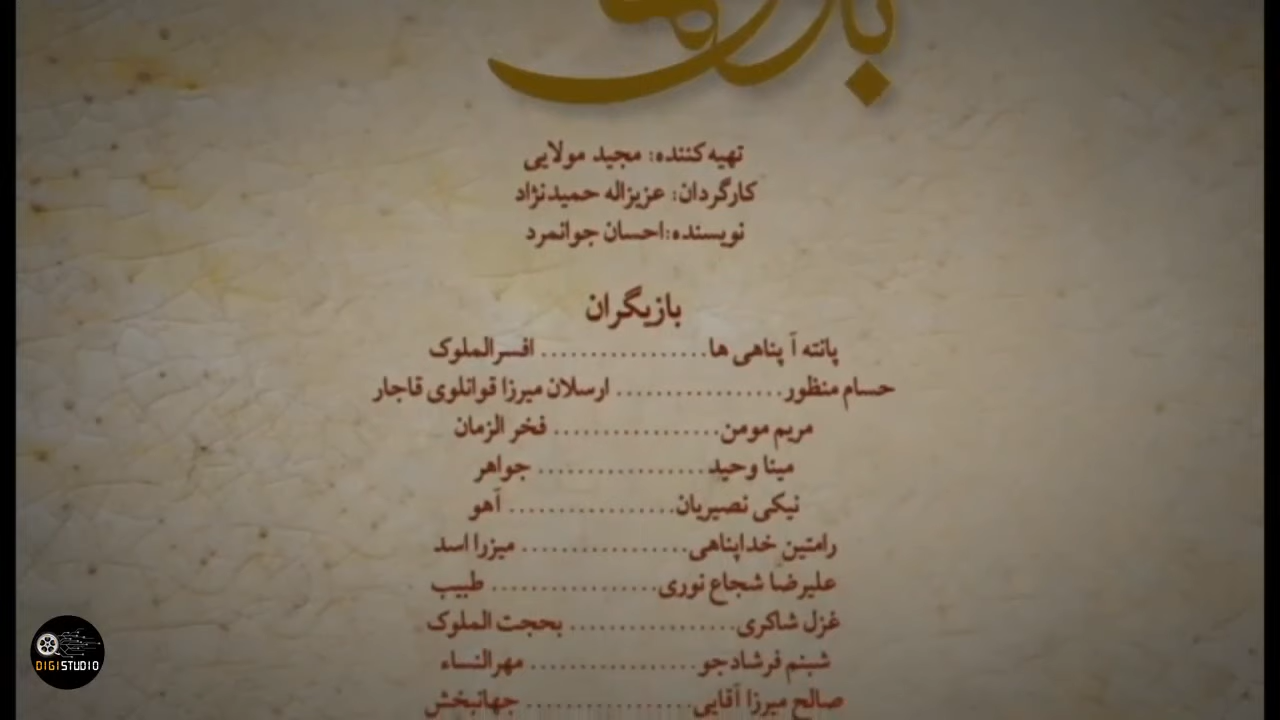 تهیه کننده: مجید مولایی
کارگردان: عزیزاله حمیدنژاد
نویسنده:احسان جوانمرد
بازیگران
پانته آ پناهی ها................. افسرالملوک
حسام منظور................. ارسلان میرزا قوانلوی قاجار
مریم مومن................. فخر الزمان
مینا وحید................. جواهر
نیکی نصیریان................. آهو
رامتین خداپناهی................. میزرا اسد
علیرضا شجاع نوری................. طبیب
غزل شاکری................. بحجت الملوک
شبنم فرشادجو................. مهرالنساء
صالح میرزا آقایی................. جهانبخش
DIGISTUDIO